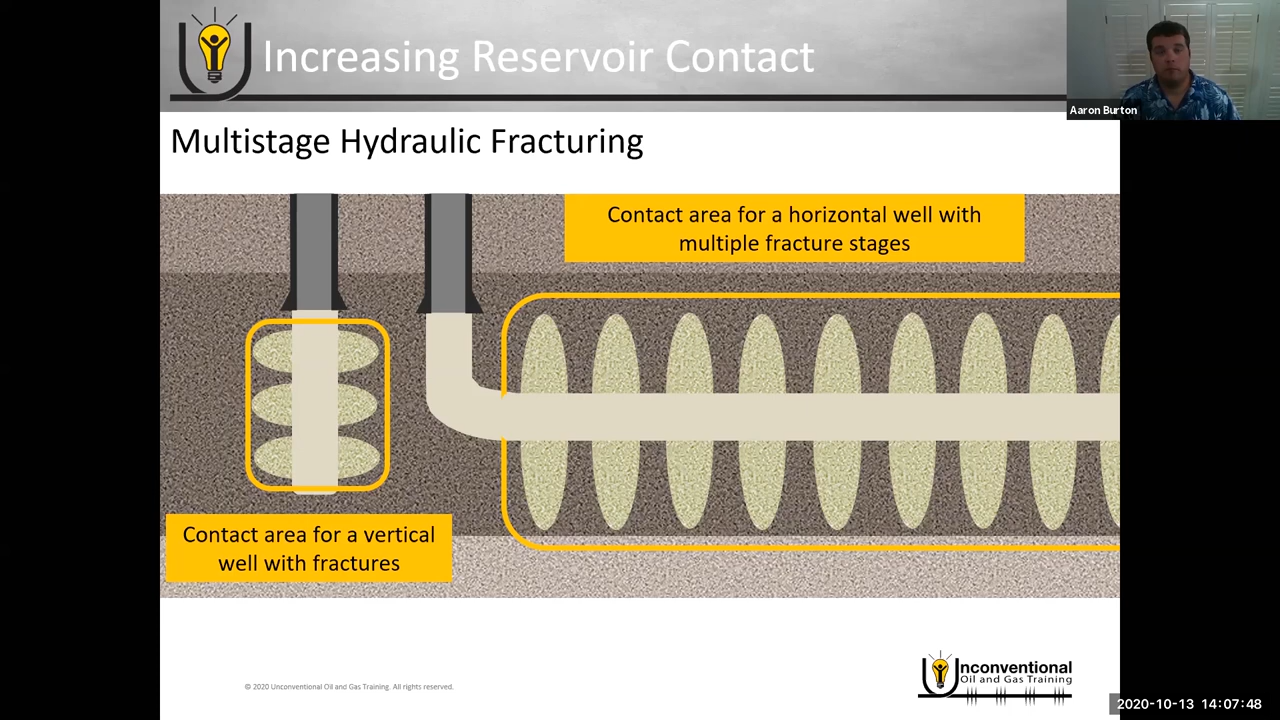 Increasing Reservoir Contact
Aaron Burton
Multistage Hydraulic Fracturing
Contact area for a horizontal well with
multiple fracture stages
Contact area for a vertical
well with fractures
© 2020 Unconventional Oil and Gas Training. All rights reserved.
Unconventional
Oil and Gas Training
2020-10-13 14:07:48